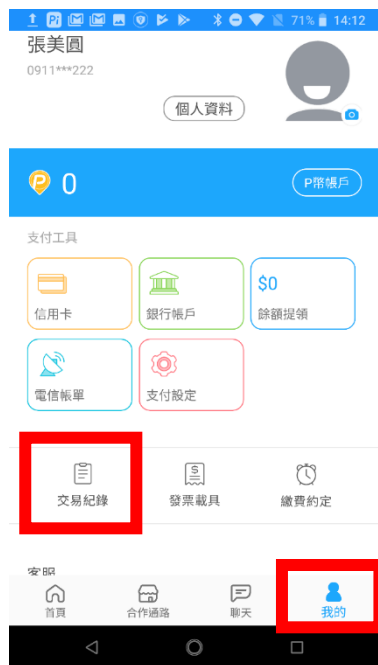 71% 14:12
張美圓
0911***222
個人資料
P 0
P幣帳戶
支付工具
信用卡
銀行帳戶
$0
餘額提領
電信帳單
支付設定
交易紀錄
發票載具
繳費約定
客服
首頁
合作通路
聊天
我的